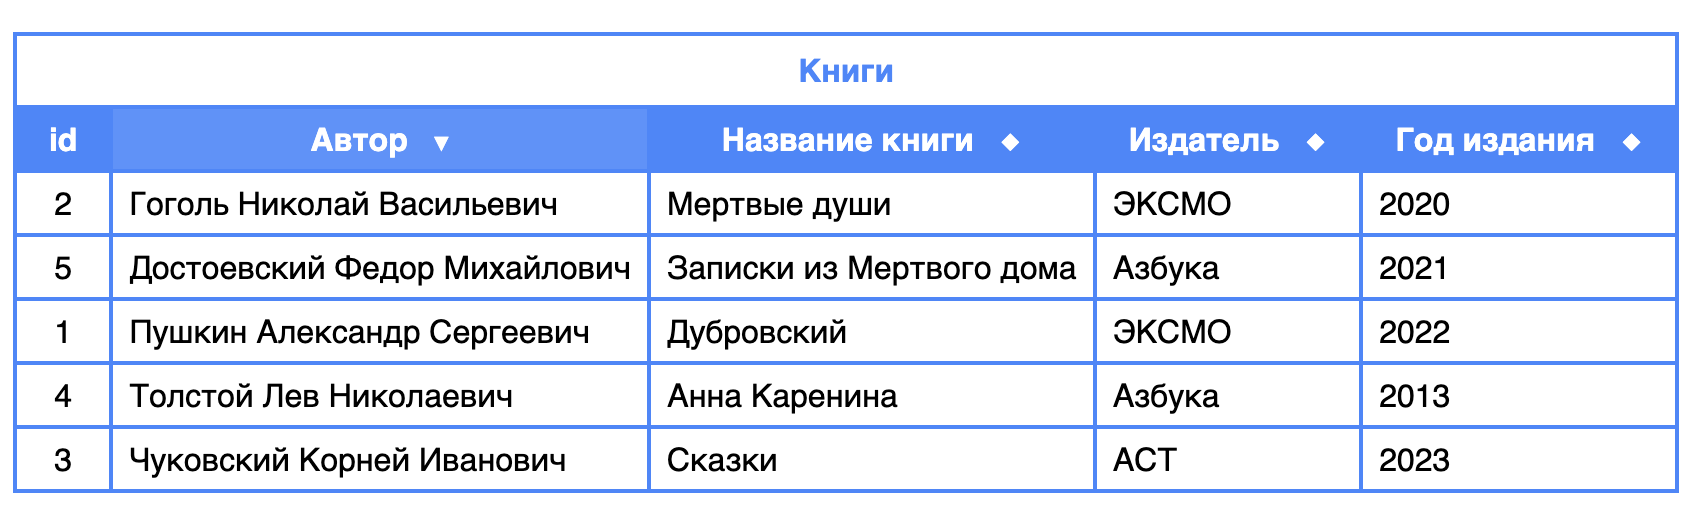 Книги
id Автор ▼ Название книги ◆ Издатель ◆ Год издания ◆
2 Гоголь Николай Васильевич Мертвые души ЭКСМО 2020
5 Достоевский Федор Михайлович Записки из Мертвого дома Азбука 2021
1 Пушкин Александр Сергеевич Дубровский ЭКСМО 2022
4 Толстой Лев Николаевич Анна Каренина Азбука 2013
3 Чуковский Корней Иванович Сказки АСТ 2023